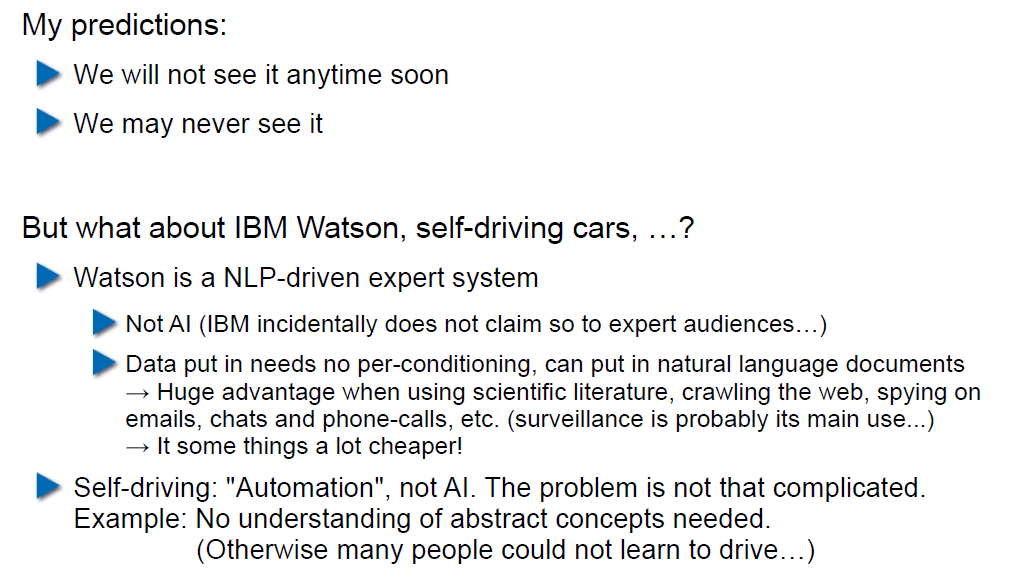 My predictions:
We will not see it anytime soon
We may never see it
But what about IBM Watson, self-driving cars, …?
Watson is a NLP-driven expert system
Not AI (IBM incidentally does not claim so to expert audiences…)
Data put in needs no per-conditioning, can put in natural language documents
→ Huge advantage when using scientific literature, crawling the web, spying on
emails, chats and phone-calls, etc. (surveillance is probably its main use...)
→ It some things a lot cheaper!
Self-driving: "Automation", not AI. The problem is not that complicated.
Example: No understanding of abstract concepts needed.
(Otherwise many people could not learn to drive…)